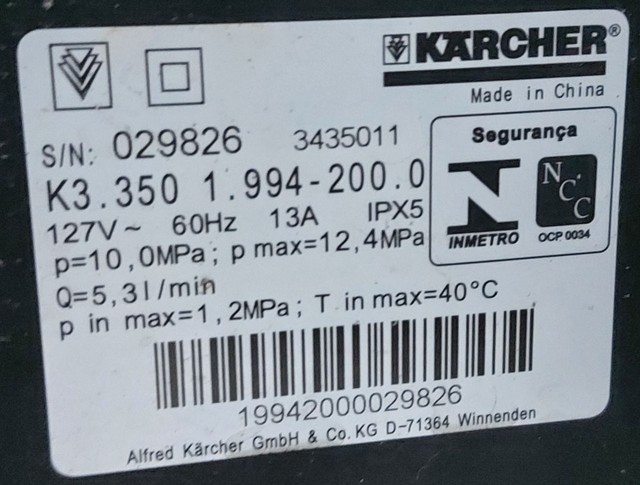 KÄRCHER®
Made in China
S/N: 029826 3435011
K3.350 1.994-200.0
127V~ 60Hz 13A IPX5
p=10,0MPa; p max=12,4MPa
Q=5,3l/min
p in max=1,2MPa; T in max=40°C
Segurança
INMETRO
NCC
OCP 0034
19942000029826
Alfred Kärcher GmbH & Co. KG D-71364 Winnenden